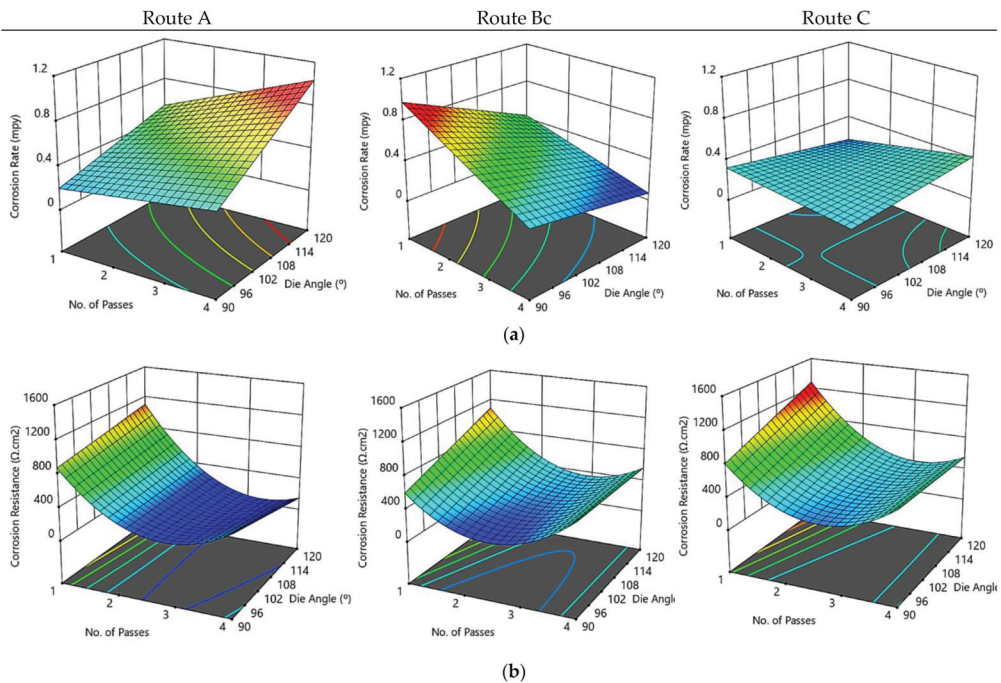 Route A Route Bc Route C
1.2 1.2 1.2
0.8 0.8 0.8
0.4 0.4 0.4
0 0 0
Corrosion Rate (mpy) Corrosion Rate (mpy) Corrosion Rate (mpy)
1 2 3 4 1 2 3 4 1 2 3 4
No. of Passes No. of Passes No. of Passes
90 96 102 108 114 120 90 96 102 108 114 120 90 96 102 108 114 120
Die Angle (º) Die Angle (º) Die Angle (º)
(a)
1600 1600 1600
1200 1200 1200
800 800 800
400 400 400
0 0 0
Corrosion Resistance (Ω.cm2) Corrosion Resistance (Ω.cm2) Corrosion Resistance (Ω.cm2)
1 2 3 4 1 2 3 4 1 2 3 4
No. of Passes No. of Passes No. of Passes
90 96 102 108 114 120 90 96 102 108 114 120 90 96 102 108 114 120
Die Angle (º) Die Angle (º) Die Angl
(b)